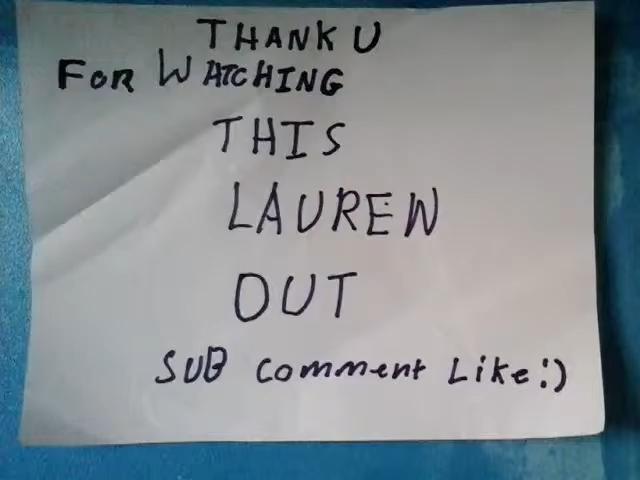 THANK U
FOR WATCHING
THIS
LAUREN
OUT
SUB comment Like :)